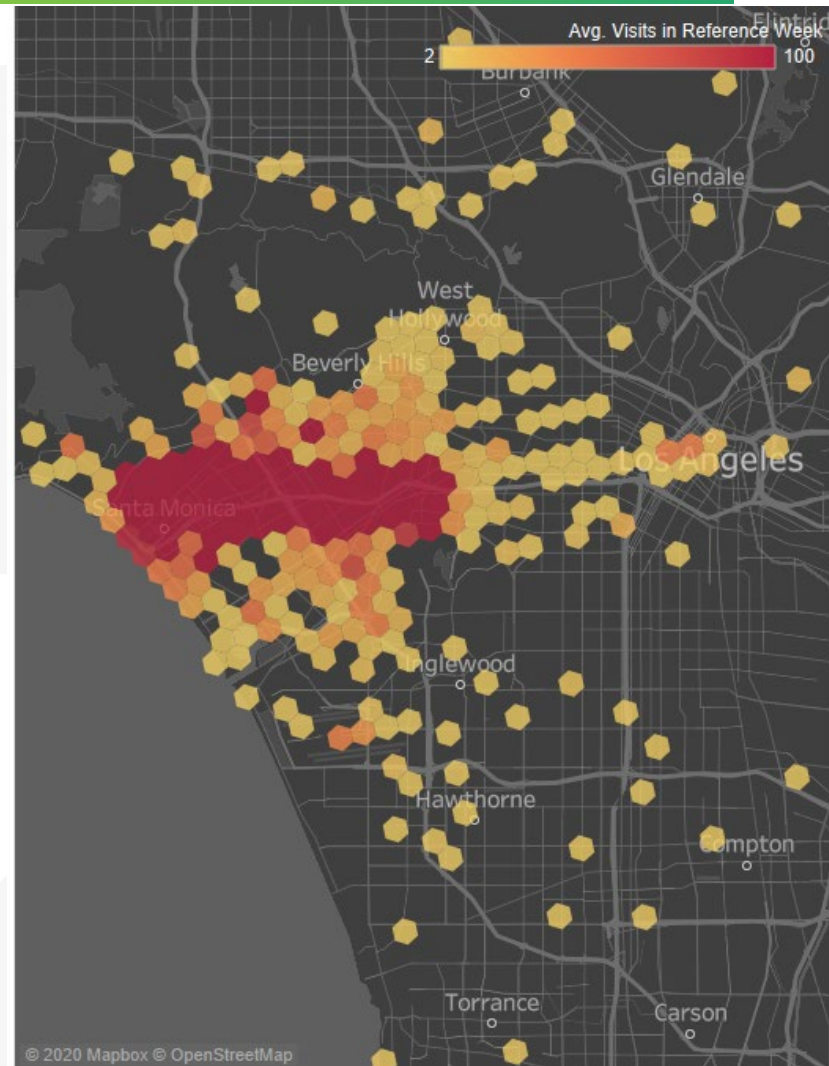 Flintrid
Avg. Visits in Reference Week
2
100
Burbank
Glendale
West
Hollywood
Beverly Hills
Los Angeles
Santa Monica
Inglewood
Hawthorne
Compton
Torrance
Carson
© 2020 Mapbox © OpenStreetMap